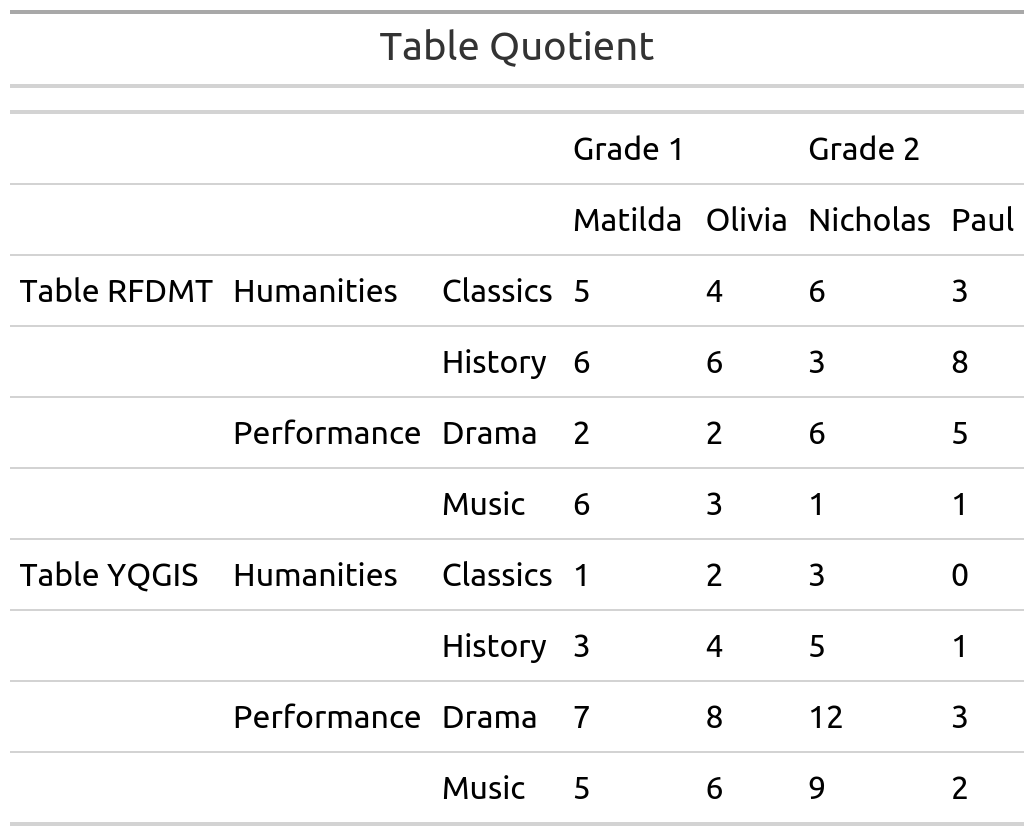 Table Quotient
Grade 1 Grade 2
Matilda Olivia Nicholas Paul
Table RFDMT Humanities Classics 5 4 6 3
History 6 6 3 8
Performance Drama 2 2 6 5
Music 6 3 1 1
Table YQGIS Humanities Classics 1 2 3 0
History 3 4 5 1
Performance Drama 7 8 12 3
Music 5 6 9 2